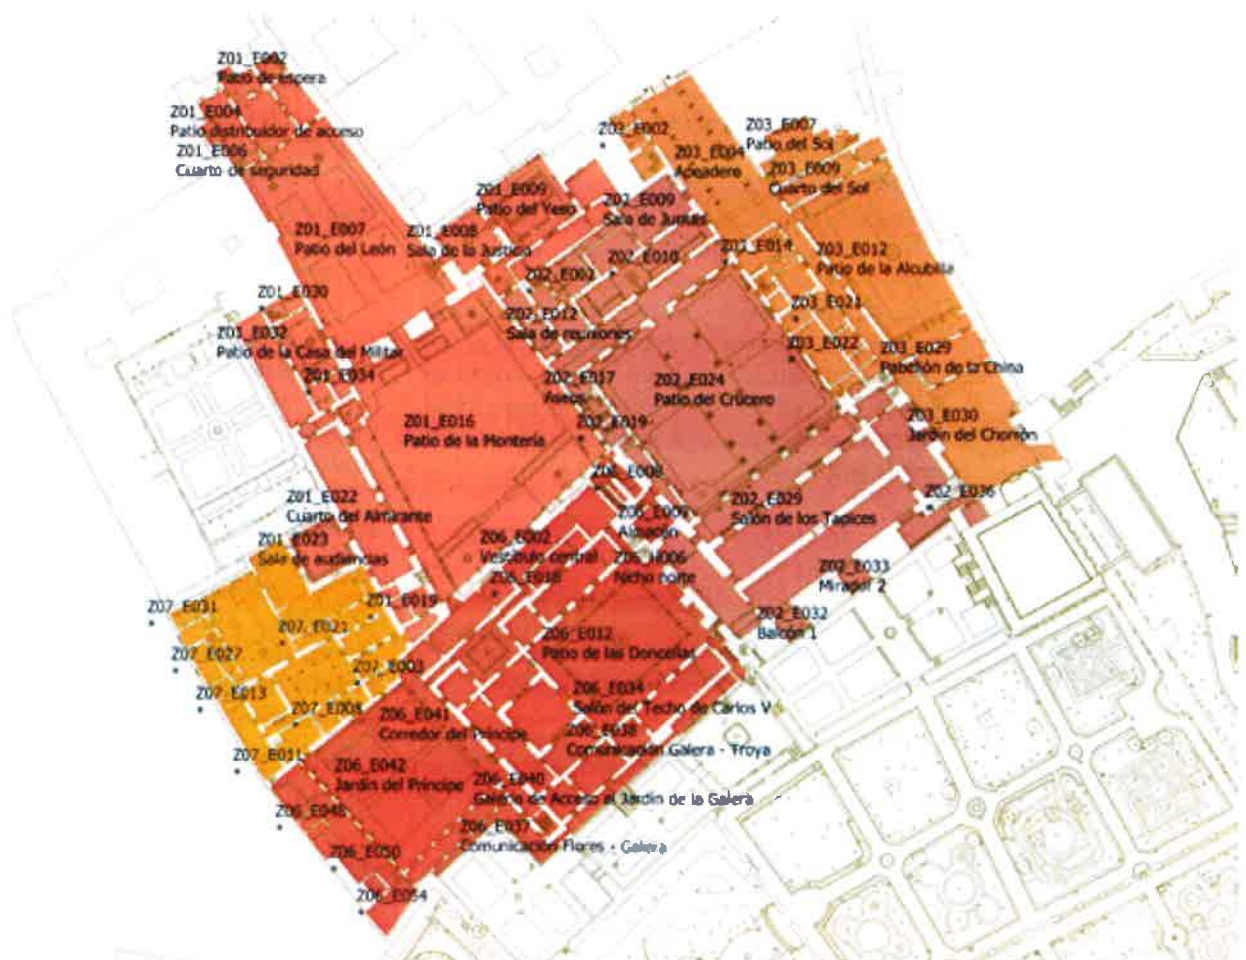 Z01_E002
Patio de espera
Z01_E004
Patio distribuidor de acceso
Z01_E006
Cuarto de seguridad
Z01_E007
Patio del León
Z01_E008
Sala de la Justicia
Z01_E009
Patio del Yeso
Z03_E002
Z03_E004
Apeadero
Z03_E007
Patio del Sol
Z03_E009
Cuarto del Sol
Z02_E009
Sala de Juntas
Z02_E010
Z02_E002
Z03_E014
Z03_E012
Patio de la Alcubilla
Z01_E030
Z01_E032
Patio de la Casa del Militar
Z01_E034
Z02_E012
Sala de reuniones
Z03_E021
Z03_E022
Z03_E029
Pabellón de la China
Z02_E017
Aseos
Z02_E024
Patio del Crucero
Z02_E019
Z01_E016
Patio de la Montería
Z03_E030
Jardín del Chorrón
Z01_E022
Cuarto del Almirante
Z01_E023
Sala de audiencias
Z06_E008
Z06_E009
Almacén
Z02_E029
Salón de los Tapices
Z02_E036
Z06_E002
Vestíbulo central
Z06_E018
Z06_H006
Nicho norte
Z02_E033
Mirador 2
Z02_E032
Balcón 1
Z07_E031
Z01_E019
Z07_E021
Z07_E027
Z07_E003
Z07_E013
Z07_E008
Z07_E011
Z06_E012
Patio de las Doncellas
Z06_E034
Salón del Techo de Carlos V
Z06_E038
Comunicación Galera - Troya
Z06_E041
Corredor del Príncipe
Z06_E042
Jardín del Príncipe
Z06_E040
Galería de Acceso al Jardín de la Galera
Z06_E037
Comunicación Flores - Galera
Z06_E048
Z06_E050
Z06_E054